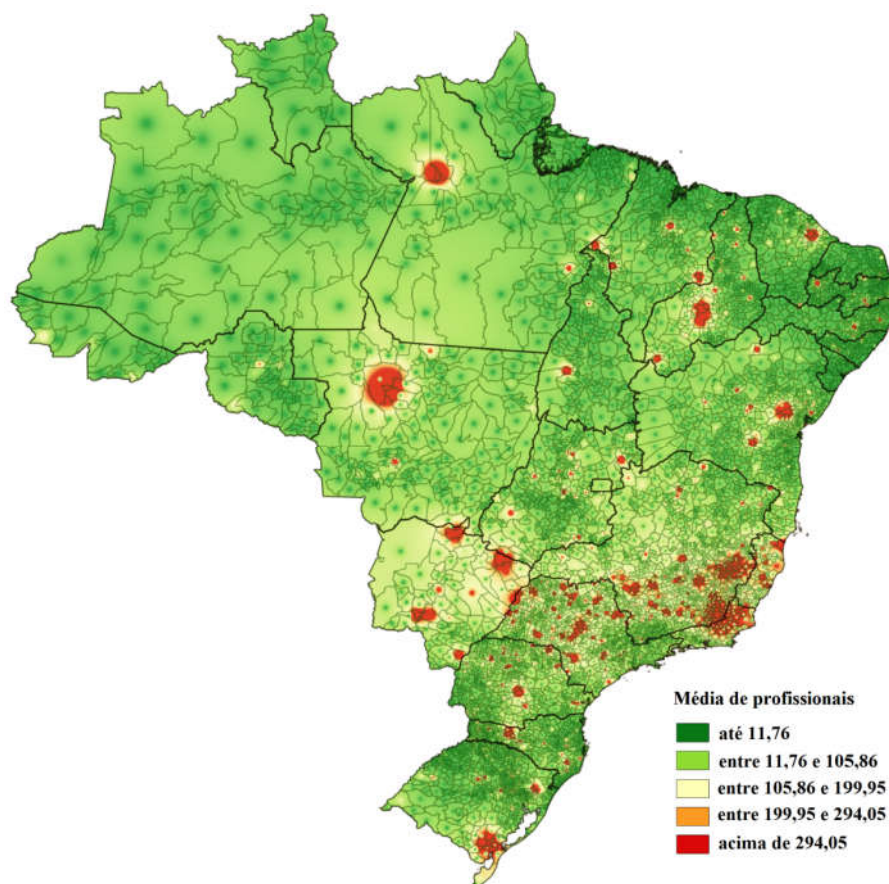 Média de profissionais
até 11,76
entre 11,76 e 105,86
entre 105,86 e 199,95
entre 199,95 e 294,05
acima de 294,05